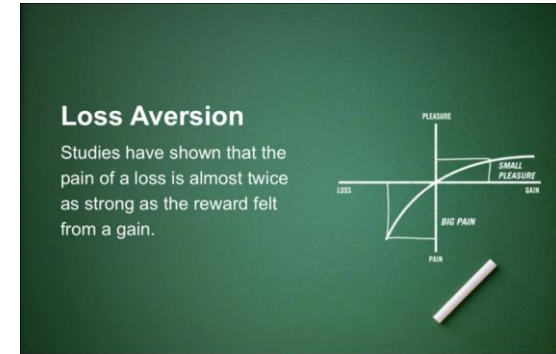 Loss Aversion
Studies have shown that the
pain of a loss is almost twice
as strong as the reward felt
from a gain.
PLEASURE
SMALL
PLEASURE
LOSS
GAIN
BIG PAIN
PAIN